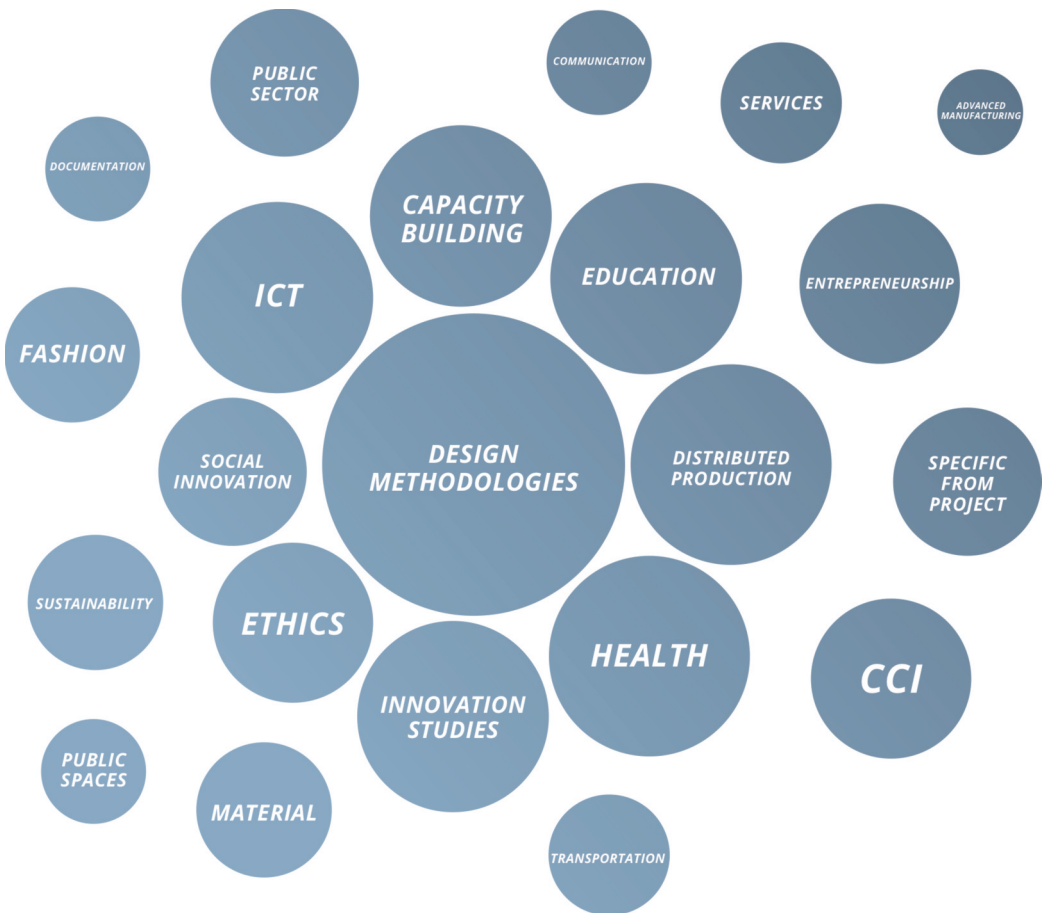 COMMUNICATION
PUBLIC
SECTOR
SERVICES
ADVANCED
MANUFACTURING
DOCUMENTATION
CAPACITY
BUILDING
EDUCATION
ENTREPRENEURSHIP
ICT
FASHION
DESIGN
METHODOLOGIES
DISTRIBUTED
PRODUCTION
SPECIFIC
FROM
PROJECT
SOCIAL
INNOVATION
SUSTAINABILITY
ETHICS
HEALTH
CCI
INNOVATION
STUDIES
PUBLIC
SPACES
MATERIAL
TRANSPORTATION